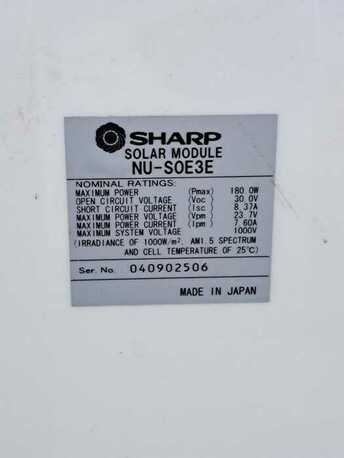 SHARP
SOLAR MODULE
NU-S0E3E
NOMINAL RATINGS:
MAXIMUM POWER (Pmax) 180.0W
OPEN CIRCUIT VOLTAGE (Voc) 30.0V
SHORT CIRCUIT CURRENT (Isc) 8.37A
MAXIMUM POWER VOLTAGE (Vpm) 23.7V
MAXIMUM POWER CURRENT (Ipm) 7.60A
MAXIMUM SYSTEM VOLTAGE 1000V
(IRRADIANCE OF 1000W/m², AM1.5 SPECTRUM
AND CELL TEMPERATURE OF 25℃)
Ser. No. 040902506
MADE IN JAPAN